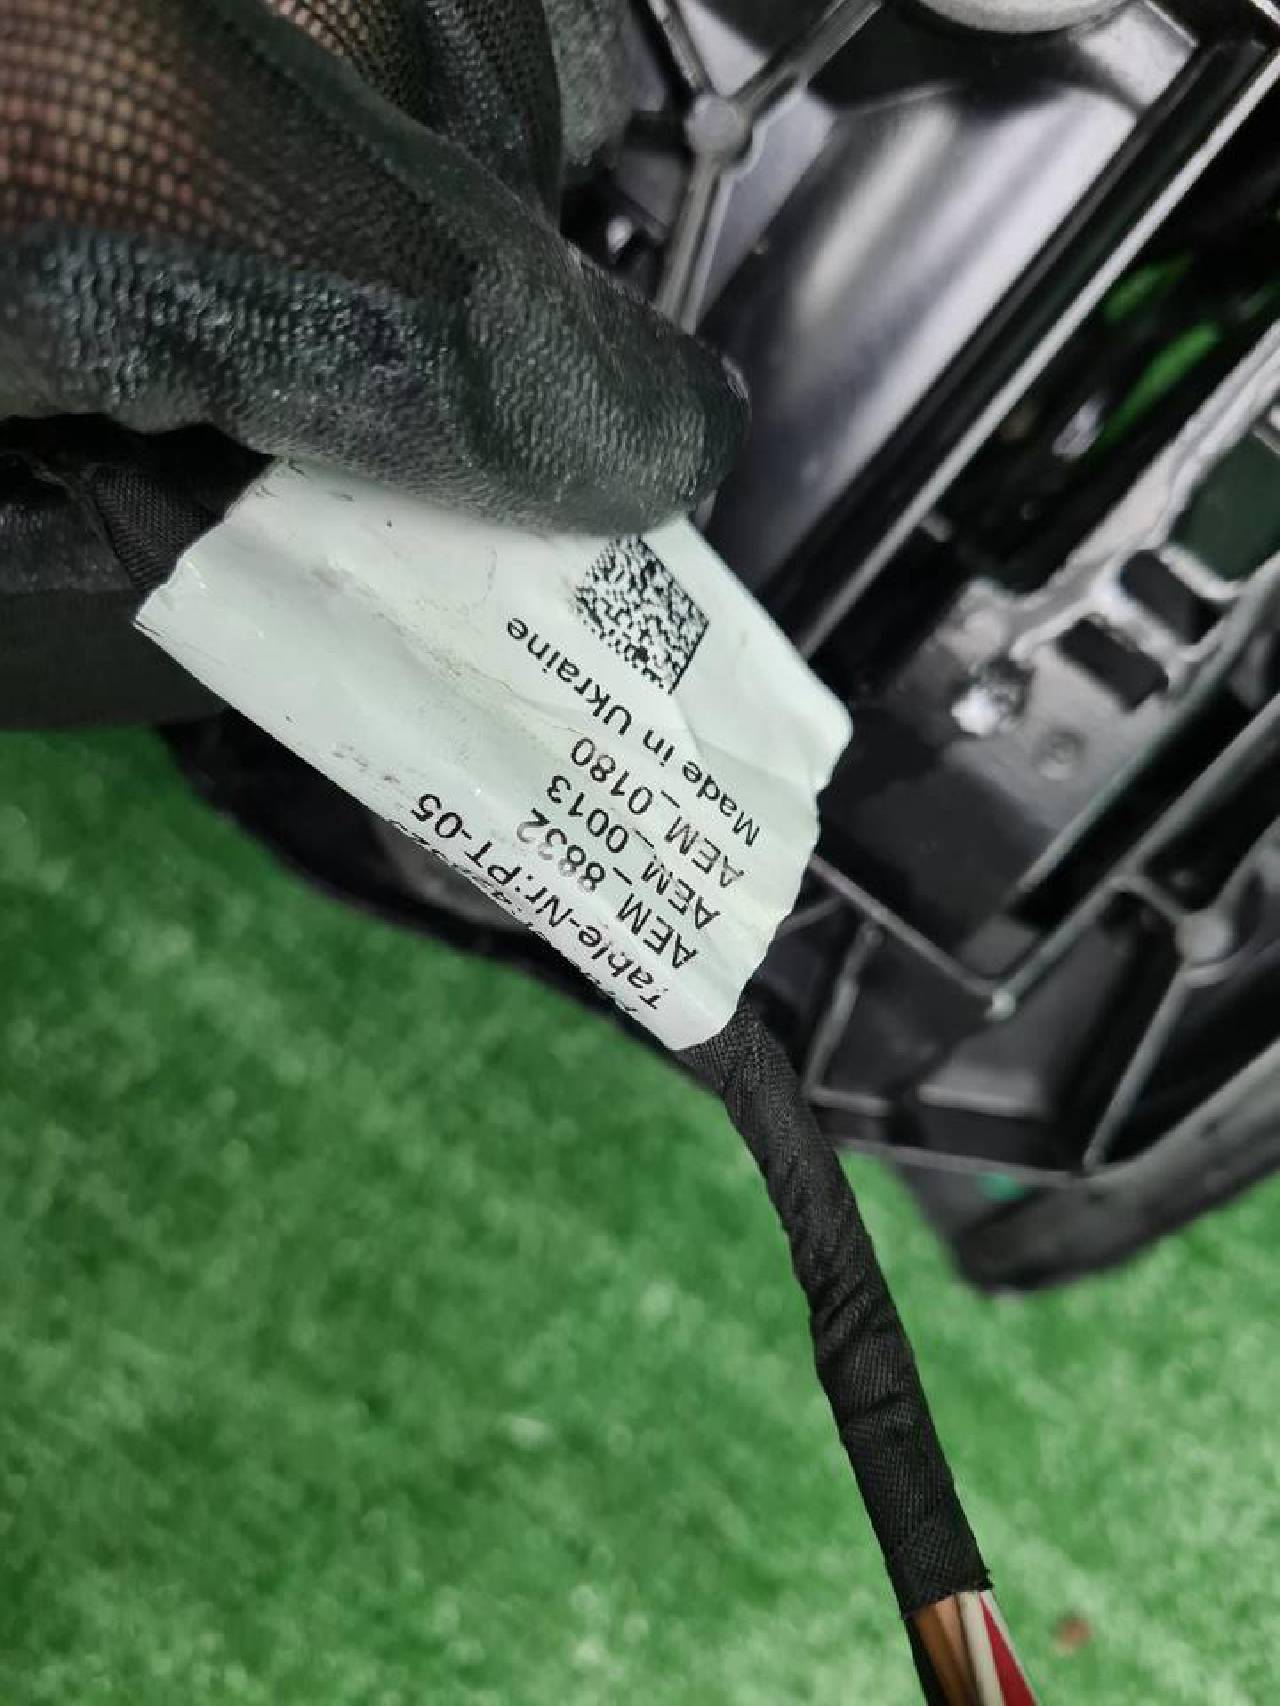 Table-Nr.:PT-05
AEM_8832
AEM_0013
AEM_0180
Made in Ukraine